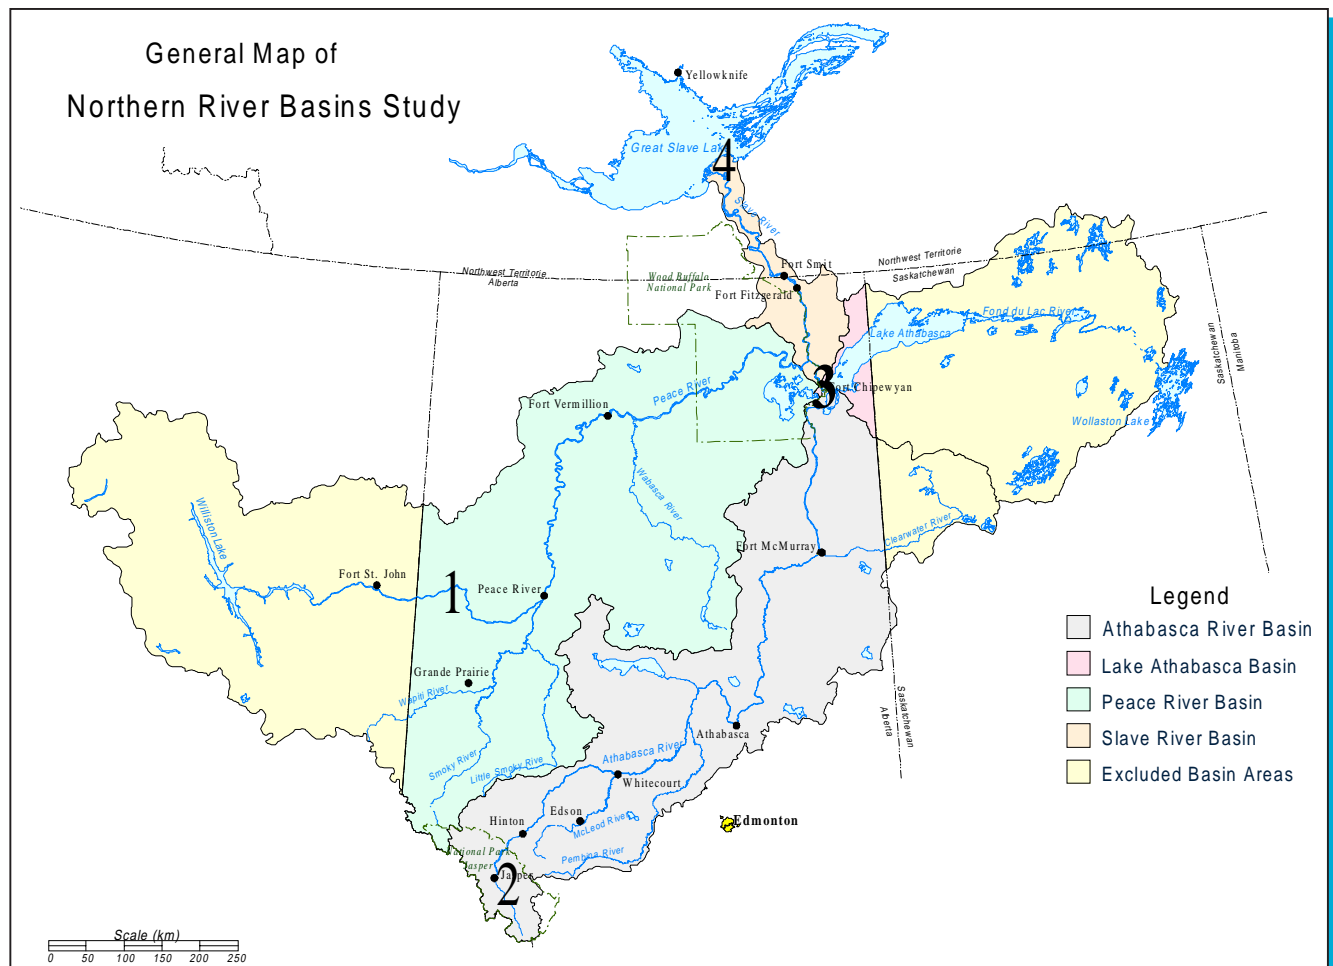 General Map of
Northern River Basins Study
Yellowknife
Great Slave Lake
4
Slave River
Northwest Territorie
Alberta
Wood Buffalo
National Park
Fort Smit
Fort Fitzgerald
Northwest Territorie
Saskatchewan
Fond du Lac River
Lake Athabasca
Saskatchewan
Manitoba
3
Fort Chipewyan
Peace River
Fort Vermillion
Wollaston Lake
Wabasca River
Williston Lake
Clearwater River
Fort McMurray
Fort St. John
1
Peace River
Grande Prairie
Wapiti River
Smoky River
Little Smoky Rive
Athabasca River
Athabasca
Whitecourt
Edson
Hinton
McLeod River
Pembina River
Edmonton
National Park
Jasper
Jasper
2
Saskatchewan
Alberta
Legend
Athabasca River Basin
Lake Athabasca Basin
Peace River Basin
Slave River Basin
Excluded Basin Areas
Scale (km)
0 50 100 150 200 250